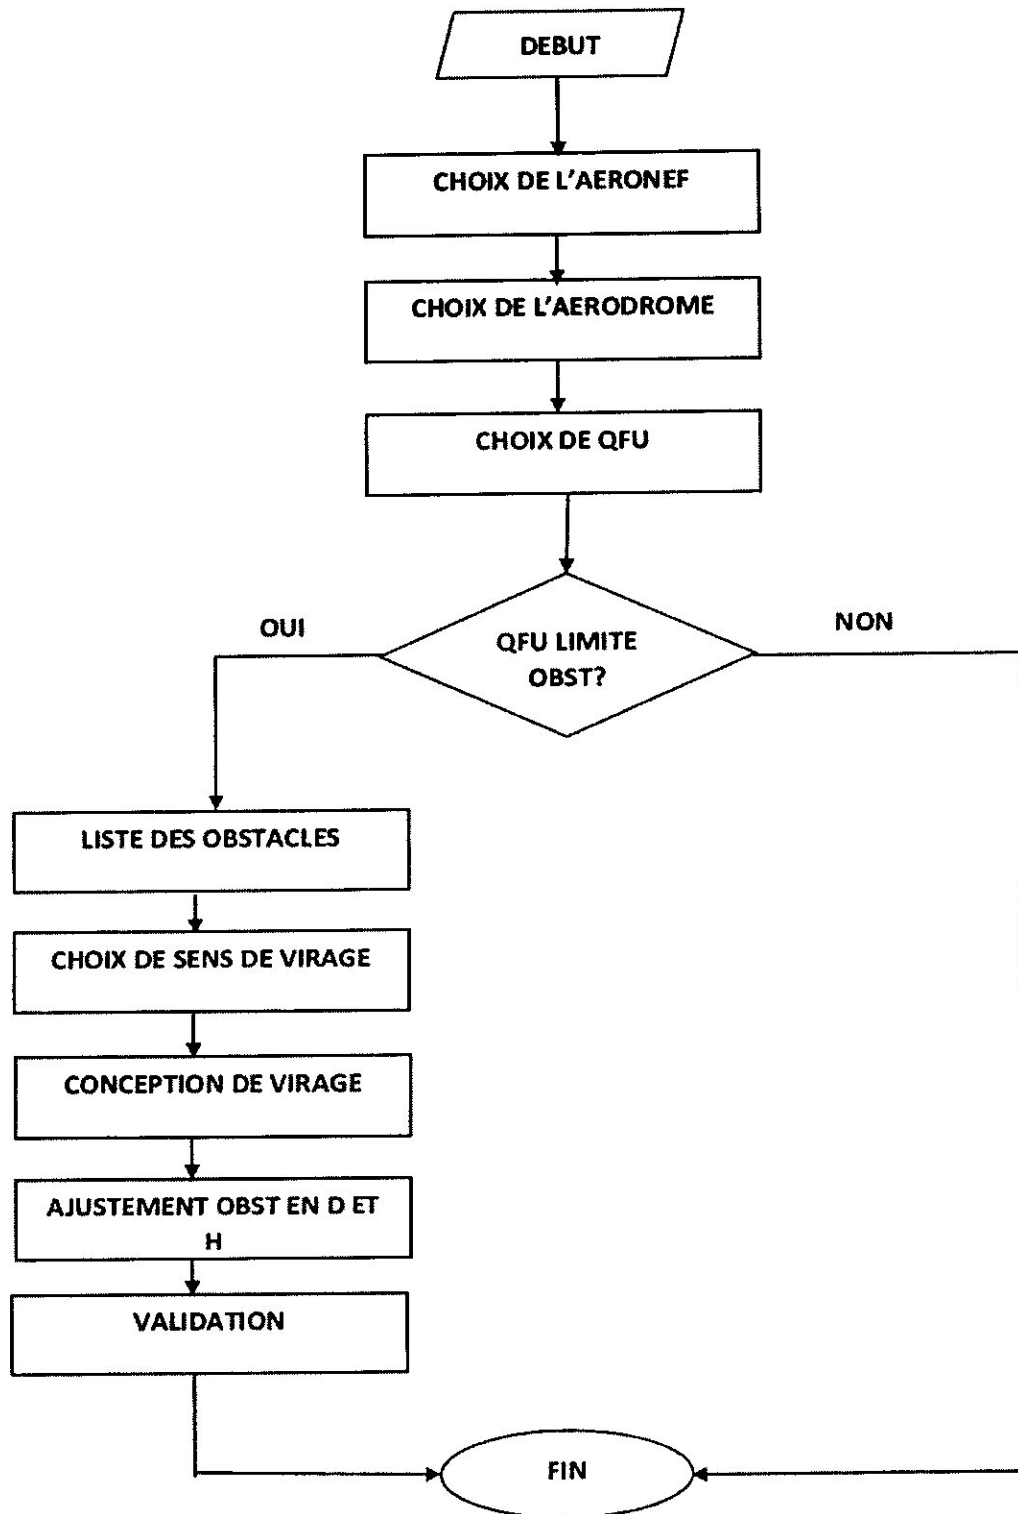 DEBUT
CHOIX DE L'AERONEF
CHOIX DE L'AERODROME
CHOIX DE QFU
OUI
NON
QFU LIMITE
OBST?
LISTE DES OBSTACLES
CHOIX DE SENS DE VIRAGE
CONCEPTION DE VIRAGE
AJUSTEMENT OBST EN D ET
H
VALIDATION
FIN